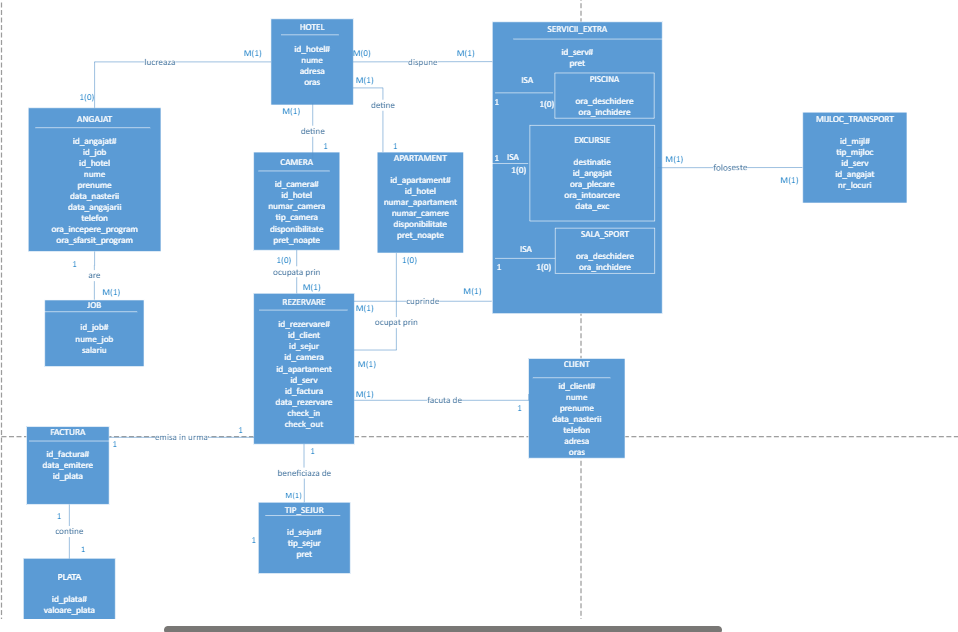 HOTEL
id_hotel#
nume
adresa
oras
M(1)
lucreaza
1(0)
M(0)
dispune
M(1)
M(1)
detine
1
M(1)
detine
1
SERVICII_EXTRA
id_serv#
pret
ISA
1
1(0)
PISCINA
ora_deschidere
ora_inchidere
1
ISA
1(0)
EXCURSIE
destinatie
id_angajat
ora_plecare
ora_intoarcere
data_exc
ISA
1
1(0)
SALA_SPORT
ora_deschidere
ora_inchidere
M(1)
foloseste
M(1)
MIJLOC_TRANSPORT
id_mijl#
tip_mijloc
id_serv
id_angajat
nr_locuri
ANGAJAT
id_angajat#
id_job
id_hotel
nume
prenume
data_nasterii
data_angajarii
telefon
ora_incepere_program
ora_sfarsit_program
1
are
M(1)
JOB
id_job#
nume_job
salariu
CAMERA
id_camera#
id_hotel
numar_camera
tip_camera
disponibilitate
pret_noapte
1(0)
ocupata prin
M(1)
APARTAMENT
id_apartament#
id_hotel
numar_apartament
numar_camere
disponibilitate
pret_noapte
1(0)
ocupat prin
M(1)
REZERVARE
id_rezervare#
id_client
id_sejur
id_camera
id_apartament
id_serv
id_factura
data_rezervare
check_in
check_out
M(1)
cuprinde
M(1)
M(1)
facuta de
1
CLIENT
id_client#
nume
prenume
data_nasterii
telefon
adresa
oras
1
emisa in urma
1
FACTURA
id_factura#
data_emitere
id_plata
1
contine
1
PLATA
id_plata#
valoare_plata
1
beneficiaza de
M(1)
1
TIP_SEJUR
id_sejur#
tip_sejur
pret